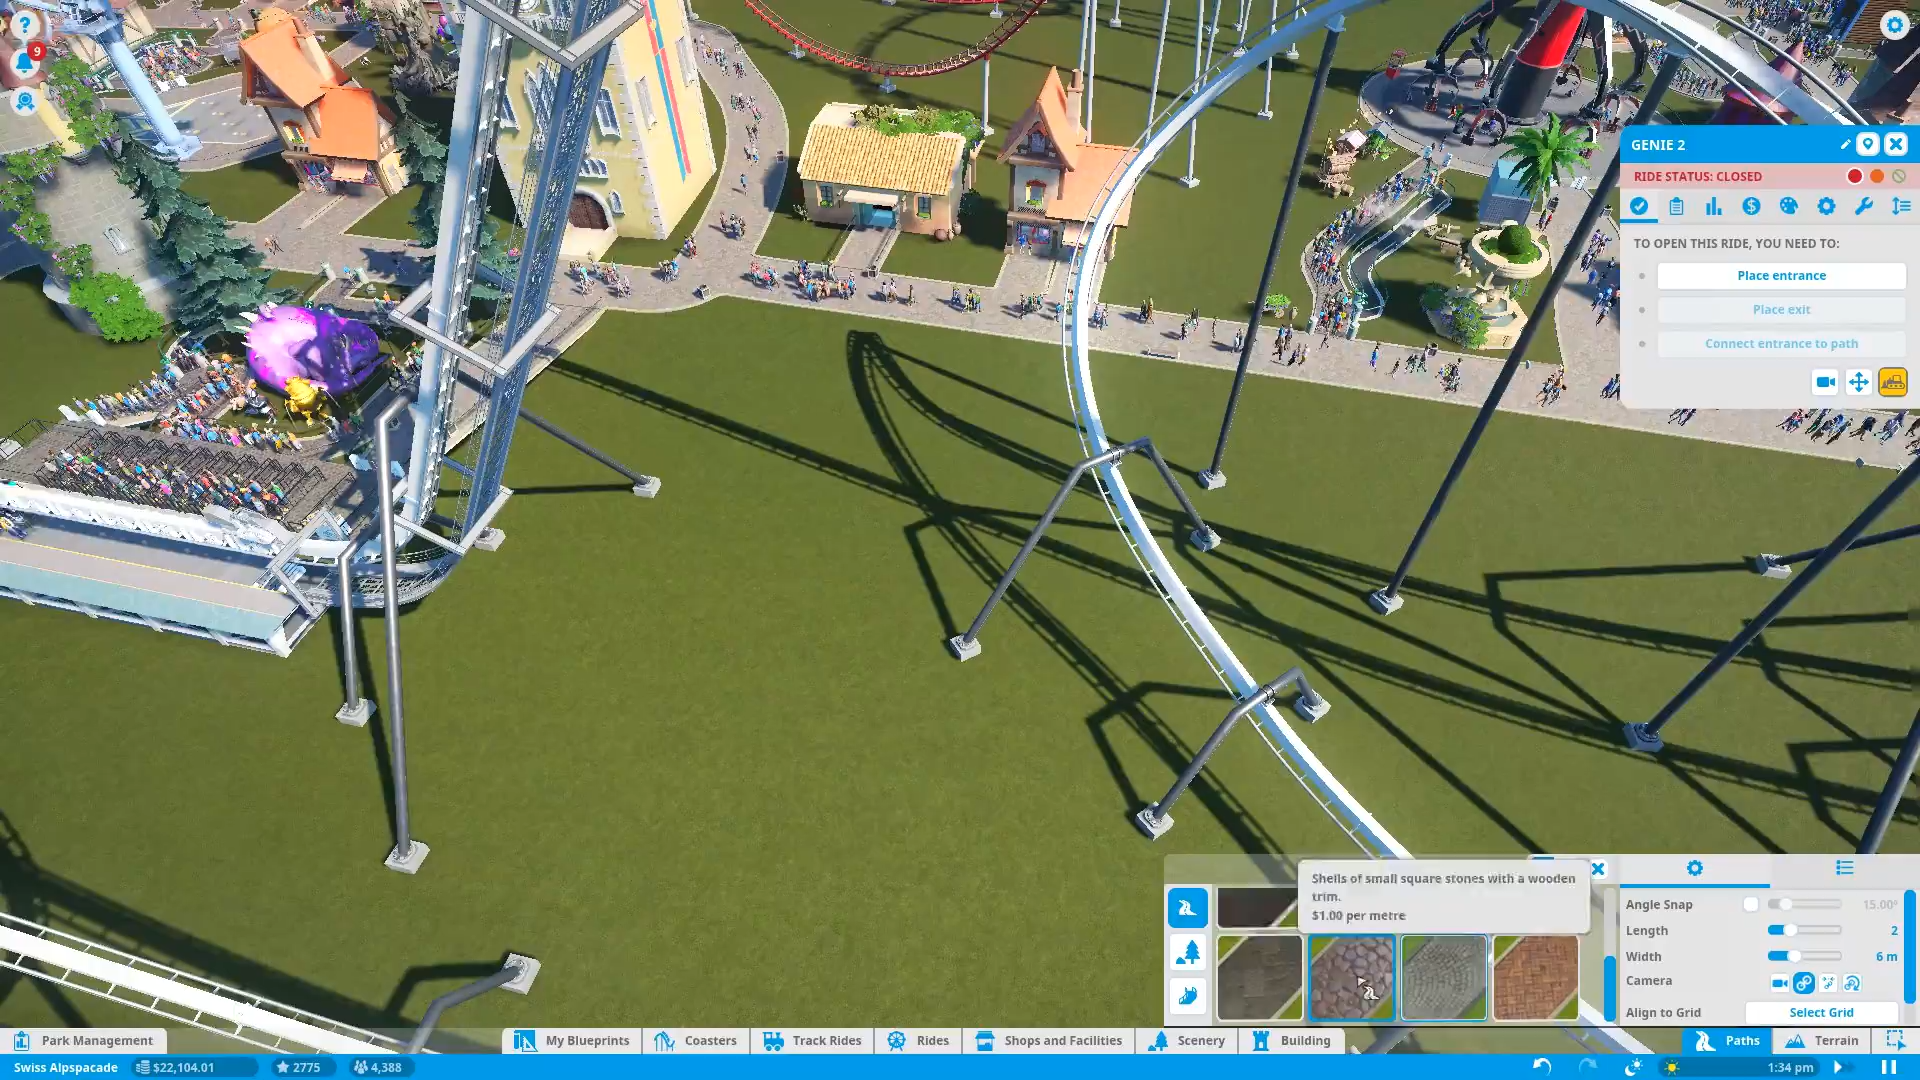 ?
9
GENIE 2
RIDE STATUS: CLOSED
TO OPEN THIS RIDE, YOU NEED TO:
Place entrance
Place exit
Connect entrance to path
Shells of small square stones with a wooden
trim.
$1.00 per metre
Angle Snap
15.00°
Length
2
Width
6 m
Camera
Align to Grid
Select Grid
Park Management
My Blueprints
Coasters
Track Rides
Rides
Shops and Facilities
Scenery
Building
Paths
Terrain
Swiss Alpspacade
$22,104.01
2775
4,388
1:34 pm